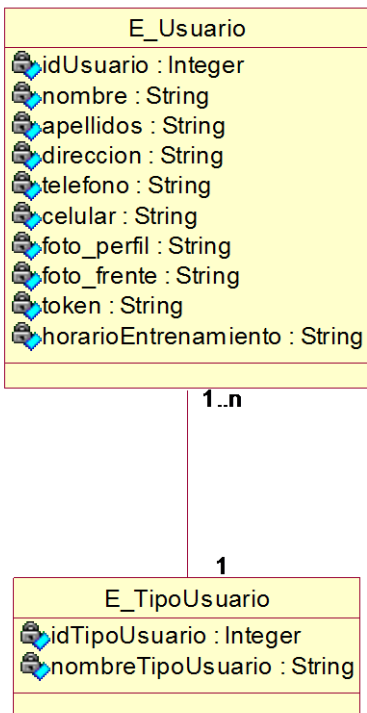 E_Usuario
idUsuario : Integer
nombre : String
apellidos : String
direccion : String
telefono : String
celular : String
foto_perfil : String
foto_frente : String
token : String
horarioEntrenamiento : String
1..n
1
E_TipoUsuario
idTipoUsuario : Integer
nombreTipoUsuario : String